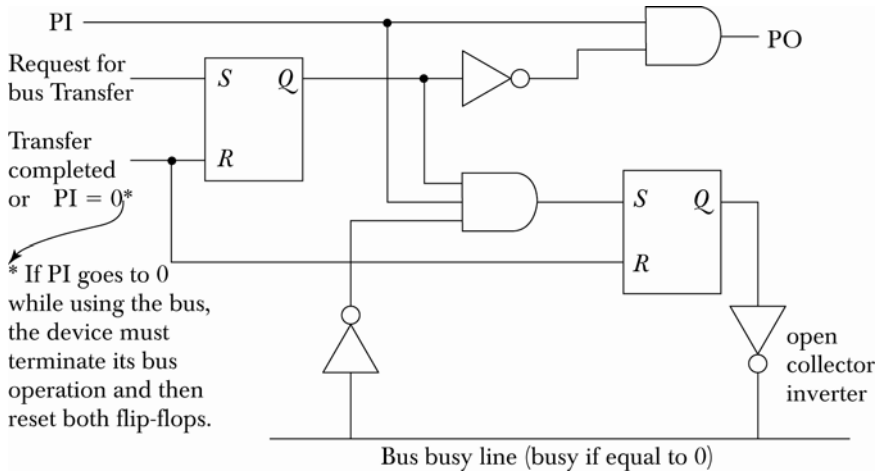 PI
PO
Request for
bus Transfer
S Q
Transfer
completed
or PI = 0*
R
S Q
R
* If PI goes to 0
while using the bus,
the device must
terminate its bus
operation and then
reset both flip-flops.
open
collector
inverter
Bus busy line (busy if equal to 0)